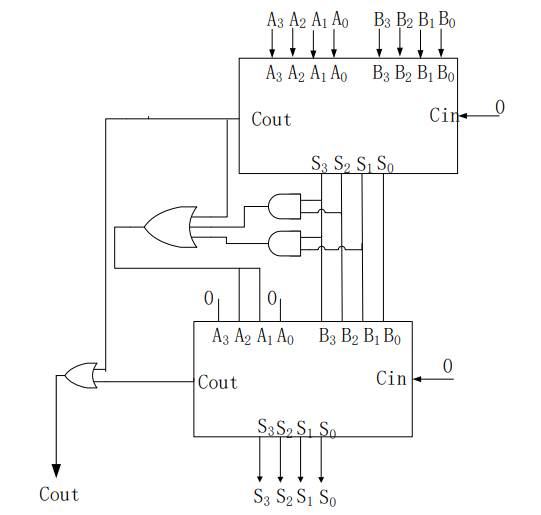 A₃ A₂ A₁ A₀ B₃ B₂ B₁ B₀
A₃ A₂ A₁ A₀ B₃ B₂ B₁ B₀
Cout Cin 0
S₃ S₂ S₁ S₀
0 0
A₃ A₂ A₁ A₀ B₃ B₂ B₁ B₀
Cout Cin 0
S₃ S₂ S₁ S₀
Cout S₃ S₂ S₁ S₀